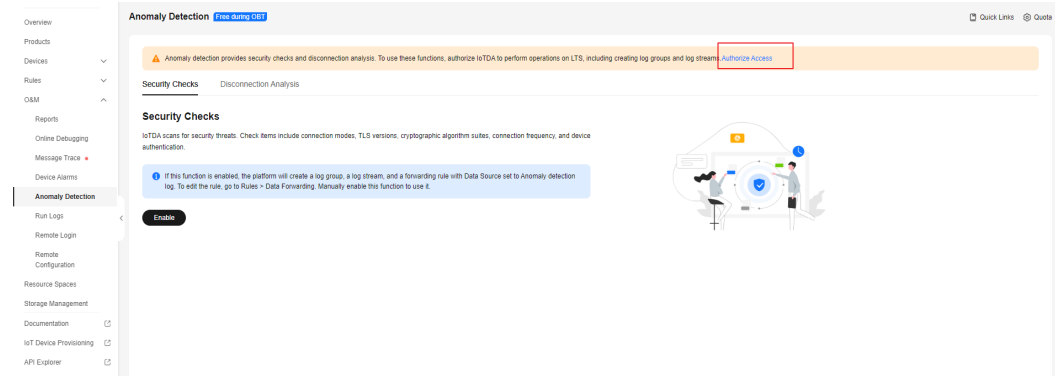 Overview
Products
Devices
Rules
O&M
Reports
Online Debugging
Message Trace
Device Alarms
Anomaly Detection
Run Logs
Remote Login
Remote
Configuration
Resource Spaces
Storage Management
Documentation
IoT Device Provisioning
API Explorer
Anomaly Detection Free during OBT
Quick Links Quota
Anomaly detection provides security checks and disconnection analysis. To use these functions, authorize IoTDA to perform operations on LTS, including creating log groups and log streams. Authorize Access
Security Checks Disconnection Analysis
Security Checks
IoTDA scans for security threats. Check items include connection modes, TLS versions, cryptographic algorithm suites, connection frequency, and device
authentication.
If this function is enabled, the platform will create a log group, a log stream, and a forwarding rule with Data Source set to Anomaly detection
log. To edit the rule, go to Rules > Data Forwarding. Manually enable this function to use it.
Enable